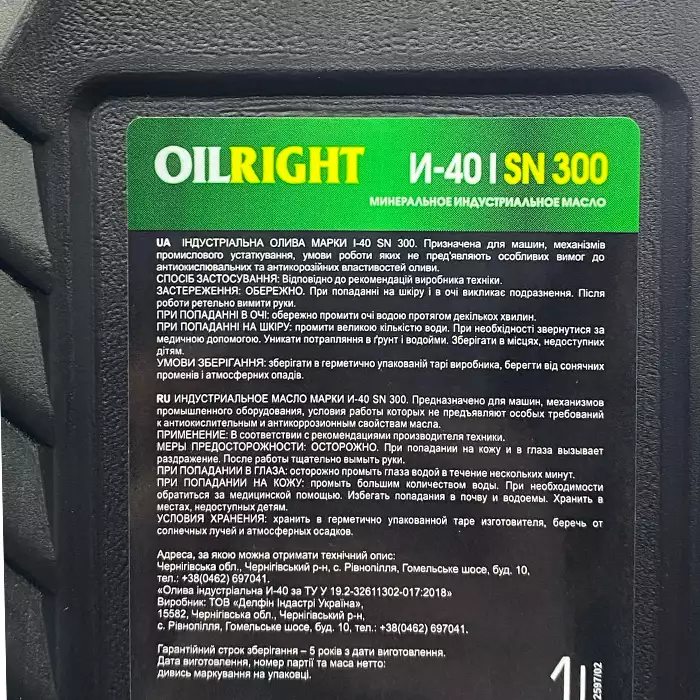 OILRIGHT И-40 | SN 300
МИНЕРАЛЬНОЕ ИНДУСТРИАЛЬНОЕ МАСЛО
UA ІНДУСТРІАЛЬНА ОЛИВА МАРКИ І-40 SN 300. Призначена для машин, механізмів
промислового устаткування, умови роботи яких не пред'являють особливих вимог до
антиокислювальних та антикорозійних властивостей оливи.
СПОСІБ ЗАСТОСУВАННЯ: Відповідно до рекомендацій виробника техніки.
ЗАСТЕРЕЖЕННЯ: ОБЕРЕЖНО. При попаданні на шкіру і в очі викликає подразнення. Після
роботи ретельно вимити руки.
ПРИ ПОПАДАННІ В ОЧІ: обережно промити очі водою протягом декількох хвилин.
ПРИ ПОПАДАННІ НА ШКІРУ: промити великою кількістю води. При необхідності звернутися за
медичною допомогою. Уникати потрапляння в ґрунт і водойми. Зберігати в місцях, недоступних
дітям.
УМОВИ ЗБЕРІГАННЯ: зберігати в герметично упакованій тарі виробника, берегти від сонячних
променів і атмосферних опадів.
RU ИНДУСТРИАЛЬНОЕ МАСЛО МАРКИ И-40 SN 300. Предназначено для машин, механизмов
промышленного оборудования, условия работы которых не предъявляют особых требований
к антиокислительным и антикоррозионным свойствам масла.
ПРИМЕНЕНИЕ: В соответствии с рекомендациями производителя техники.
МЕРЫ ПРЕДОСТОРОЖНОСТИ: ОСТОРОЖНО. При попадании на кожу и в глаза вызывает
раздражение. После работы тщательно вымыть руки.
ПРИ ПОПАДАНИИ В ГЛАЗА: осторожно промыть глаза водой в течение нескольких минут.
ПРИ ПОПАДАНИИ НА КОЖУ: промыть большим количеством воды. При необходимости
обратиться за медицинской помощью. Избегать попадания в почву и водоемы. Хранить в
местах, недоступных детям.
УСЛОВИЯ ХРАНЕНИЯ: хранить в герметично упакованной таре изготовителя, беречь от
солнечных лучей и атмосферных осадков.
Адреса, за якою можна отримати технічний опис:
Чернігівська обл., Чернігівський р-н, с. Рівнопілля, Гомельське шосе, буд. 10,
тел.: +38(0462) 697041.
«Олива індустріальна И-40 за ТУ У 19.2-32611302-017:2018»
Виробник: ТОВ «Делфін Індастрі Україна»,
15582, Чернігівська обл., Чернігівський р-н,
с. Рівнопілля, Гомельське шосе, буд. 10, тел.: +38(0462) 697041.
Гарантійний строк зберігання – 5 років з дати виготовлення.
Дата виготовлення, номер партії та маса нетто:
дивись маркування на упаковці.
1L
2597/02